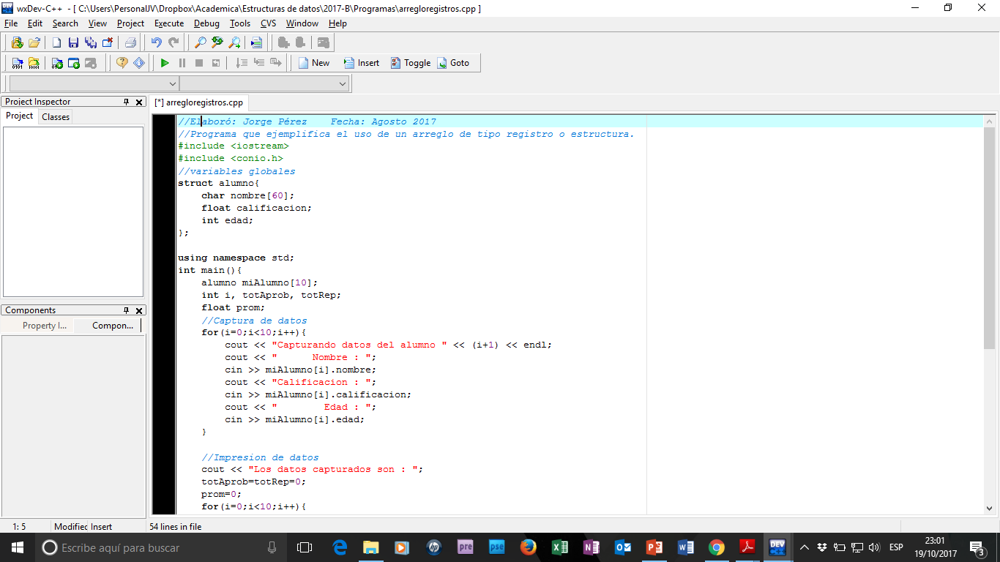 wxDev-C++ - [ C:\Users\PersonalJV\Dropbox\Academica\Estructuras de datos\2017-B\Programas\arregloregistros.cpp ]
File Edit Search View Project Execute Debug Tools CVS Window Help
New Insert Toggle Goto
Project Inspector
[*] arregloregistros.cpp
Project Classes
//Elaboró: Jorge Pérez    Fecha: Agosto 2017
//Programa que ejemplifica el uso de un arreglo de tipo registro o estructura.
#include <iostream>
#include <conio.h>
//variables globales
struct alumno{
    char nombre[60];
    float calificacion;
    int edad;
};
using namespace std;
int main(){
    alumno miAlumno[10];
    int i, totAprob, totRep;
    float prom;
    //Captura de datos
    for(i=0;i<10;i++){
        cout << "Capturando datos del alumno " << (i+1) << endl;
        cout << "      Nombre : ";
        cin >> miAlumno[i].nombre;
        cout << "Calificacion : ";
        cin >> miAlumno[i].calificacion;
        cout << "        Edad : ";
        cin >> miAlumno[i].edad;
    }
    //Impresion de datos
    cout << "Los datos capturados son : ";
    totAprob=totRep=0;
    prom=0;
    for(i=0;i<10;i++){
Components
Property I... Compon...
1: 5 Modifiec Insert 54 lines in file
Escribe aquí para buscar
hp pre pse DEV C++
ESP
23:01
19/10/2017
3